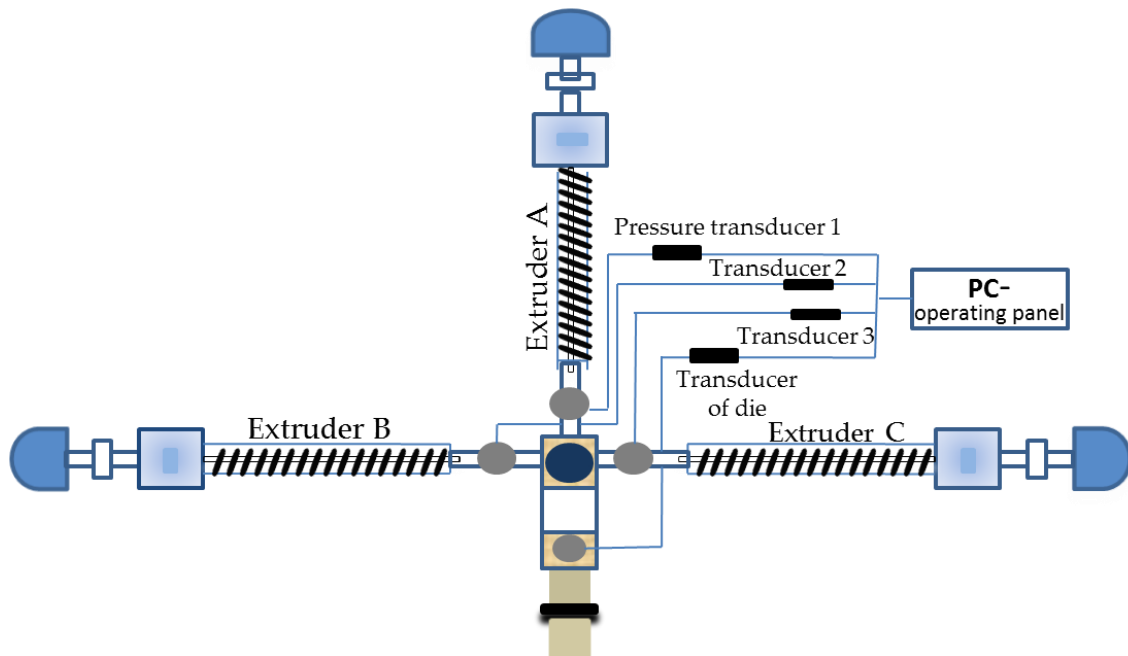 Extruder A
Pressure transducer 1
Transducer 2
PC-
operating panel
Transducer 3
Transducer
of die
Extruder B
Extruder C